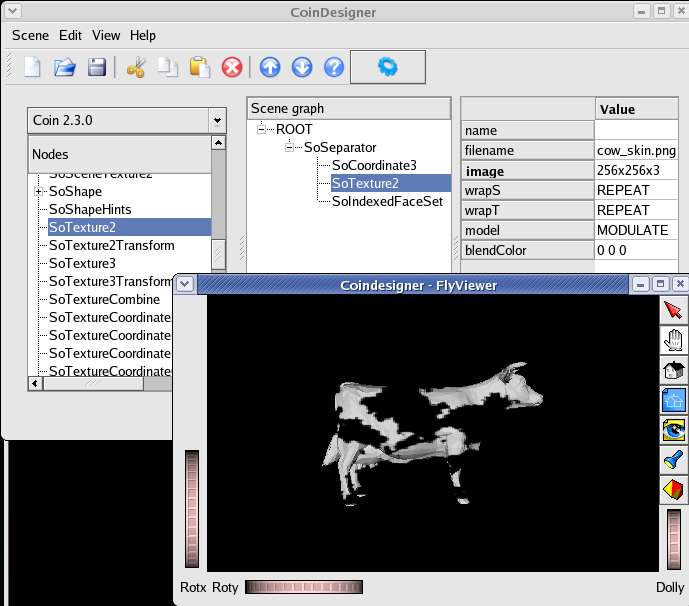 CoinDesigner
Scene Edit View Help
Coin 2.3.0
Nodes
SoSceneTexture2
SoShape
SoShapeHints
SoTexture2
SoTexture2Transform
SoTexture3
SoTexture3Transform
SoTextureCombine
SoTextureCoordinate
SoTextureCoordinate
SoTextureCoordinate
SoTextureCoordinate
Scene graph
ROOT
SoSeparator
SoCoordinate3
SoTexture2
SoIndexedFaceSet
Value
name
filename cow_skin.png
image 256x256x3
wrapS REPEAT
wrapT REPEAT
model MODULATE
blendColor 0 0 0
Coindesigner - FlyViewer
Rotx Roty Dolly